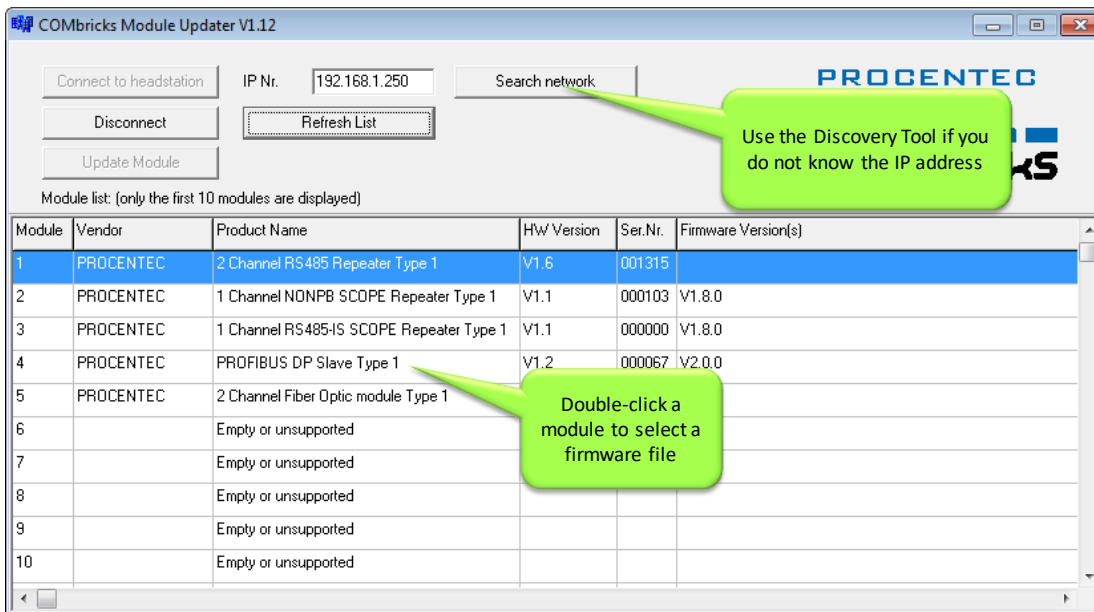 COMbricks Module Updater V1.12
Connect to headstation IP Nr. 192.168.1.250 Search network
PROCENTEC
Disconnect Refresh List
Use the Discovery Tool if you
do not know the IP address
Update Module
Module list: (only the first 10 modules are displayed)
Module Vendor Product Name HW Version Ser.Nr. Firmware Version(s)
1 PROCENTEC 2 Channel RS485 Repeater Type 1 V1.6 001315
2 PROCENTEC 1 Channel NONPB SCOPE Repeater Type 1 V1.1 000103 V1.8.0
3 PROCENTEC 1 Channel RS485-IS SCOPE Repeater Type 1 V1.1 000000 V1.8.0
4 PROCENTEC PROFIBUS DP Slave Type 1 V1.2 000067 V2.0.0
5 PROCENTEC 2 Channel Fiber Optic module Type 1
Double-click a
module to select a
firmware file
6 Empty or unsupported
7 Empty or unsupported
8 Empty or unsupported
9 Empty or unsupported
10 Empty or unsupported